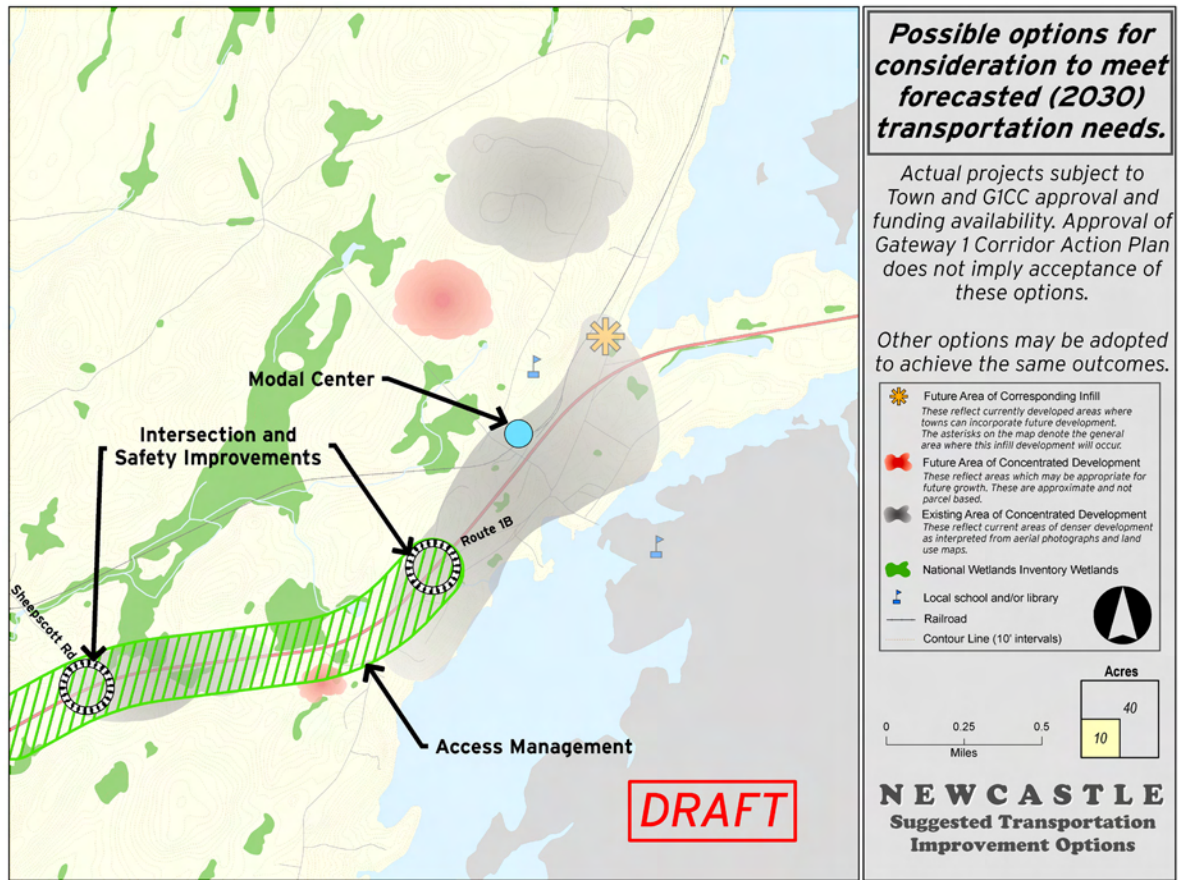 Modal Center
Intersection and
Safety Improvements
Route 1B
Sheepscott Rd
Access Management
DRAFT
Possible options for
consideration to meet
forecasted (2030)
transportation needs.
Actual projects subject to
Town and G1CC approval and
funding availability. Approval of
Gateway 1 Corridor Action Plan
does not imply acceptance of
these options.
Other options may be adopted
to achieve the same outcomes.
Future Area of Corresponding Infill
These reflect currently developed areas where
towns can incorporate future development.
The asterisks on the map denote the general
area where this infill development will occur.
Future Area of Concentrated Development
These reflect areas which may be appropriate for
future growth. These are approximate and not
parcel based.
Existing Area of Concentrated Development
These reflect current areas of denser development
as interpreted from aerial photographs and land
use maps.
National Wetlands Inventory Wetlands
Local school and/or library
Railroad
Contour Line (10' intervals)
Acres
40
10
0 0.25 0.5
Miles
NEWCASTLE
Suggested Transportation
Improvement Options